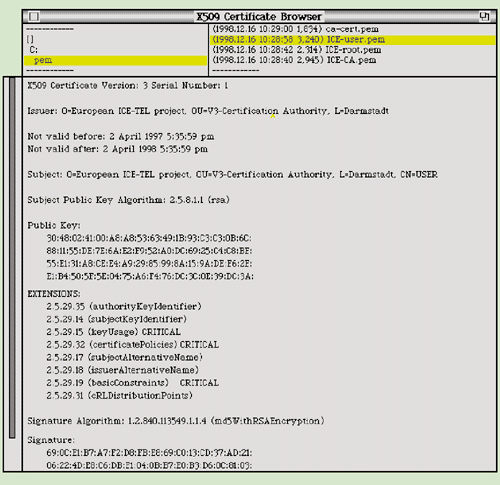 X509 Certificate Browser
------------
[]
C:
pem
------------
(1998.12.16 10:29:00 1,834) ca-cert.pem
(1998.12.16 10:28:58 3,240) ICE-user.pem
(1998.12.16 10:28:42 2,314) ICE-root.pem
(1998.12.16 10:28:40 2,945) ICE-CA.pem
------------
X509 Certificate Version: 3 Serial Number: 1
Issuer: O=European ICE-TEL project, OU=V3-Certification Authority, L=Darmstadt
Not valid before: 2 April 1997 5:35:59 pm
Not valid after: 2 April 1998 5:35:59 pm
Subject: O=European ICE-TEL project, OU=V3-Certification Authority, L=Darmstadt, CN=USER
Subject Public Key Algorithm: 2.5.8.1.1 (rsa)
Public Key:
30:48:02:41:00:A8:A8:53:63:49:1B:93:C3:C3:0B:6C:
88:11:55:DE:7E:6A:E2:F9:52:A0:DC:69:25:C4:C8:BF:
55:E1:31:A8:CE:E4:A9:29:85:99:8A:15:9A:DE:F6:2F:
E1:B4:50:5F:5E:04:75:A6:F4:76:DC:3C:0E:39:DC:3A:
EXTENSIONS:
2.5.29.35 (authorityKeyIdentifier)
2.5.29.14 (subjectKeyIdentifier)
2.5.29.15 (keyUsage) CRITICAL
2.5.29.32 (certificatePolicies) CRITICAL
2.5.29.17 (subjectAlternativeName)
2.5.29.18 (issuerAlternativeName)
2.5.29.19 (basicConstraints) CRITICAL
2.5.29.31 (cRLDistributionPoints)
Signature Algorithm: 1.2.840.113549.1.1.4 (md5WithRSAEncryption)
Signature:
69:0C:E1:B7:A7:F2:D8:FB:E8:69:C0:13:CD:37:AD:21:
06:22:4D:E8:C6:DB:E1:04:0B:B7:E0:B3:D6:0C:81:03: